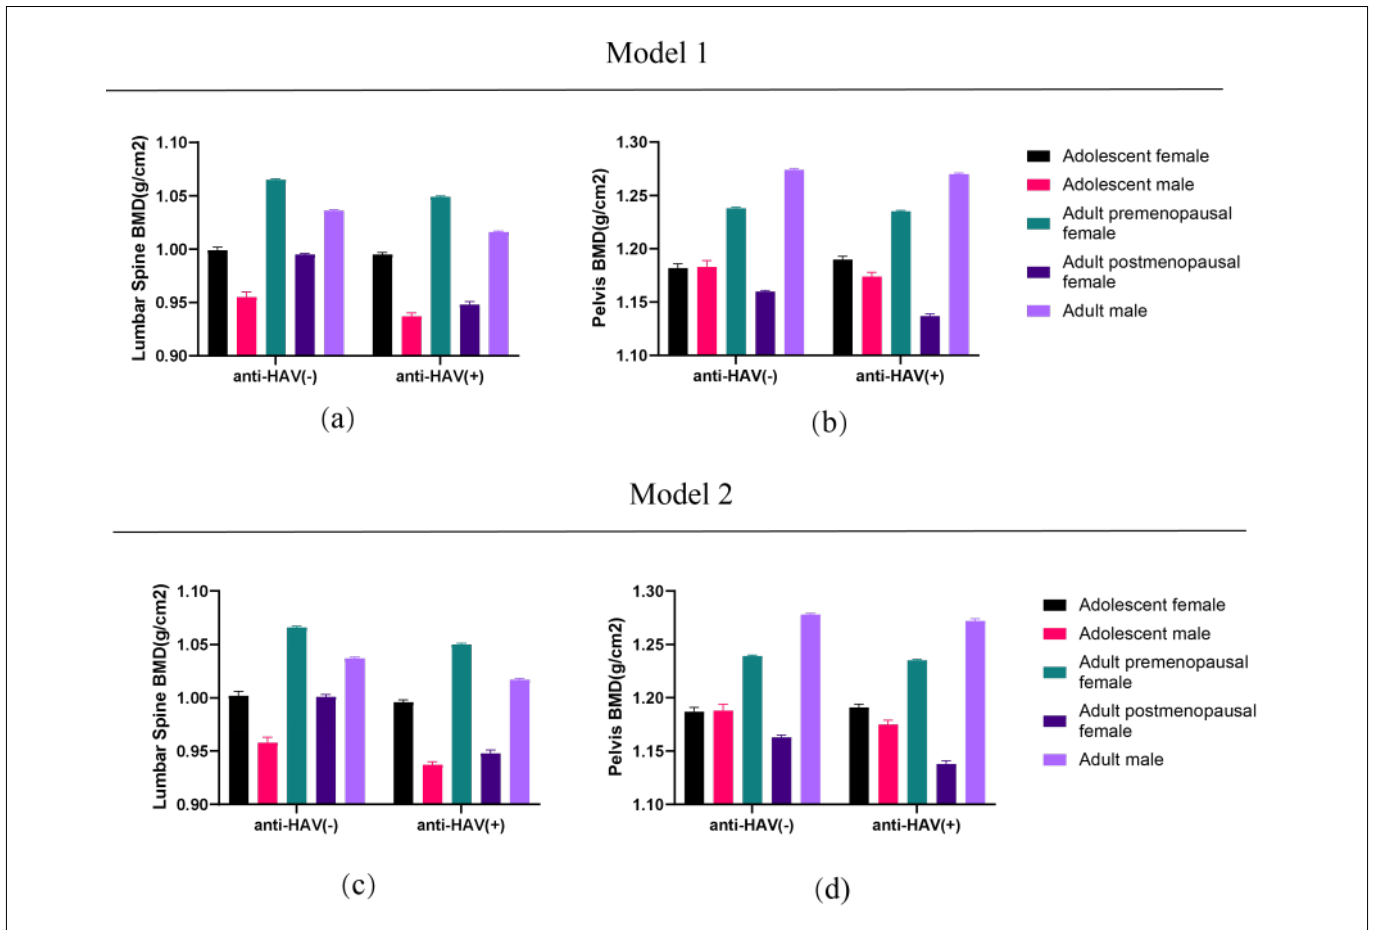 Model 1
Lumbar Spine BMD(g/cm2)
1.10
1.05
1.00
0.95
0.90
anti-HAV(-)
anti-HAV(+)
(a)
Pelvis BMD(g/cm2)
1.30
1.25
1.20
1.15
1.10
anti-HAV(-)
anti-HAV(+)
(b)
Adolescent female
Adolescent male
Adult premenopausal
female
Adult postmenopausal
female
Adult male
Model 2
Lumbar Spine BMD(g/cm2)
1.10
1.05
1.00
0.95
0.90
anti-HAV(-)
anti-HAV(+)
(c)
Pelvis BMD(g/cm2)
1.30
1.25
1.20
1.15
1.10
anti-HAV(-)
anti-HAV(+)
(d)
Adolescent female
Adolescent male
Adult premenopausal
female
Adult postmenopausal
female
Adult male